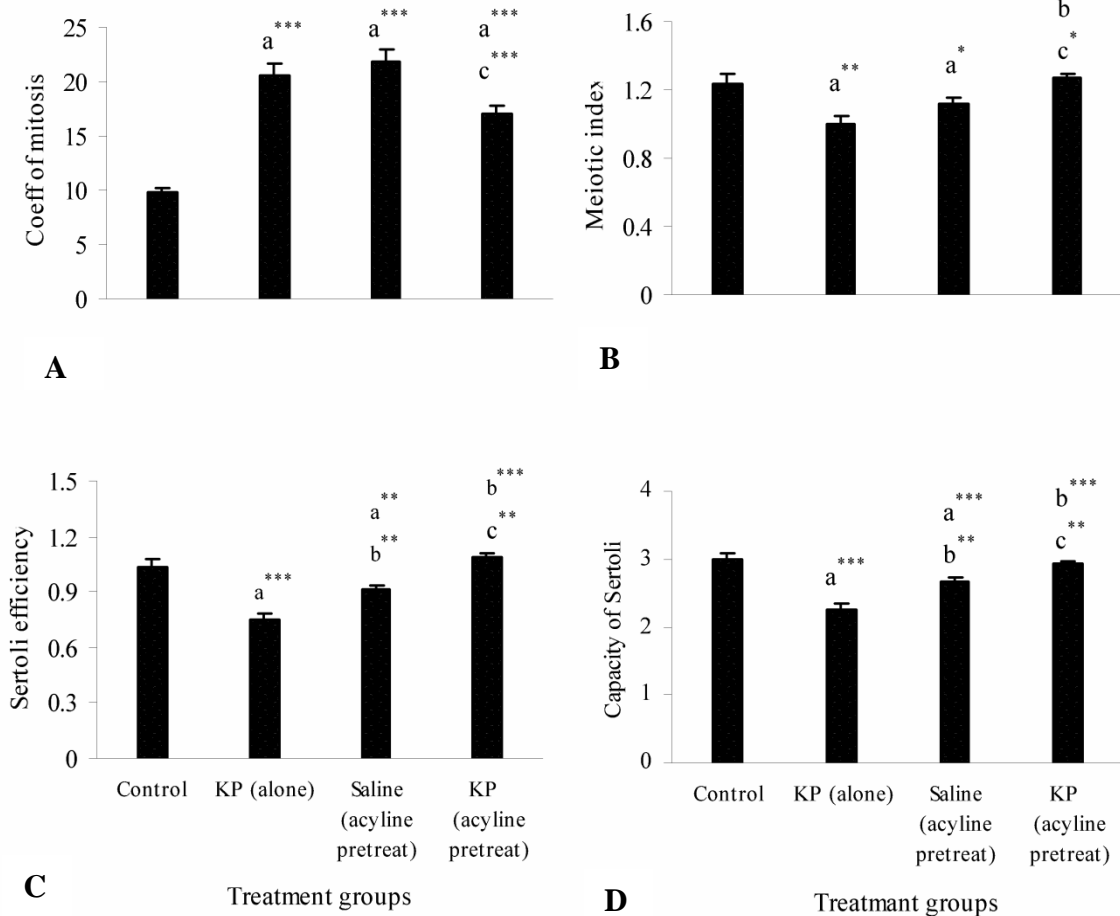 25
20
15
10
5
0
Coeff of mitosis
a***
a***
a***
c***
A
1.6
1.2
0.8
0.4
0
Meiotic index
a**
a*
b
c*
B
1.5
1.2
0.9
0.6
0.3
0
Sertoli efficiency
a***
a**
b**
b***
c**
Control
KP (alone)
Saline
(acyline
pretreat)
KP
(acyline
pretreat)
C
Treatment groups
4
3
2
1
0
Capacity of Sertoli
a***
a***
b**
b***
c**
Control
KP (alone)
Saline
(acyline
pretreat)
KP
(acyline
pretreat)
D
Treatmant groups